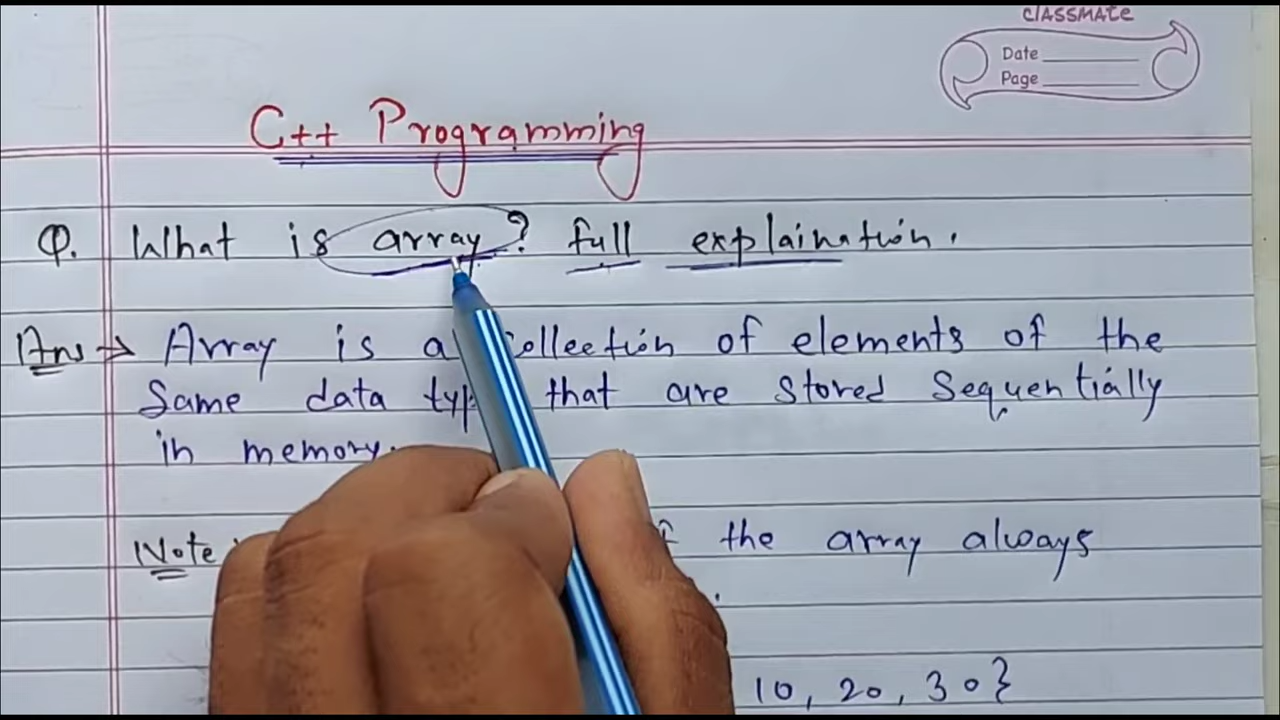 CLASSMATE
Date
Page
C++ Programming
Q. What is array? full explaination.
Ans → Array is a collection of elements of the
Same data type that are stored Sequentially
in memory.
Note the array always
10, 20, 30}